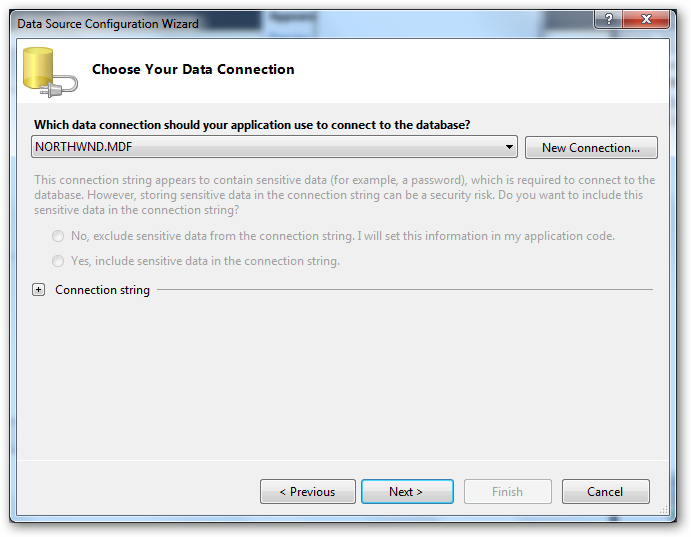 Appears
Data Source Configuration Wizard
?
Choose Your Data Connection
Which data connection should your application use to connect to the database?
NORTHWND.MDF
New Connection...
This connection string appears to contain sensitive data (for example, a password), which is required to connect to the
database. However, storing sensitive data in the connection string can be a security risk. Do you want to include this
sensitive data in the connection string?
No, exclude sensitive data from the connection string. I will set this information in my application code.
Yes, include sensitive data in the connection string.
Connection string
< Previous
Next >
Finish
Cancel